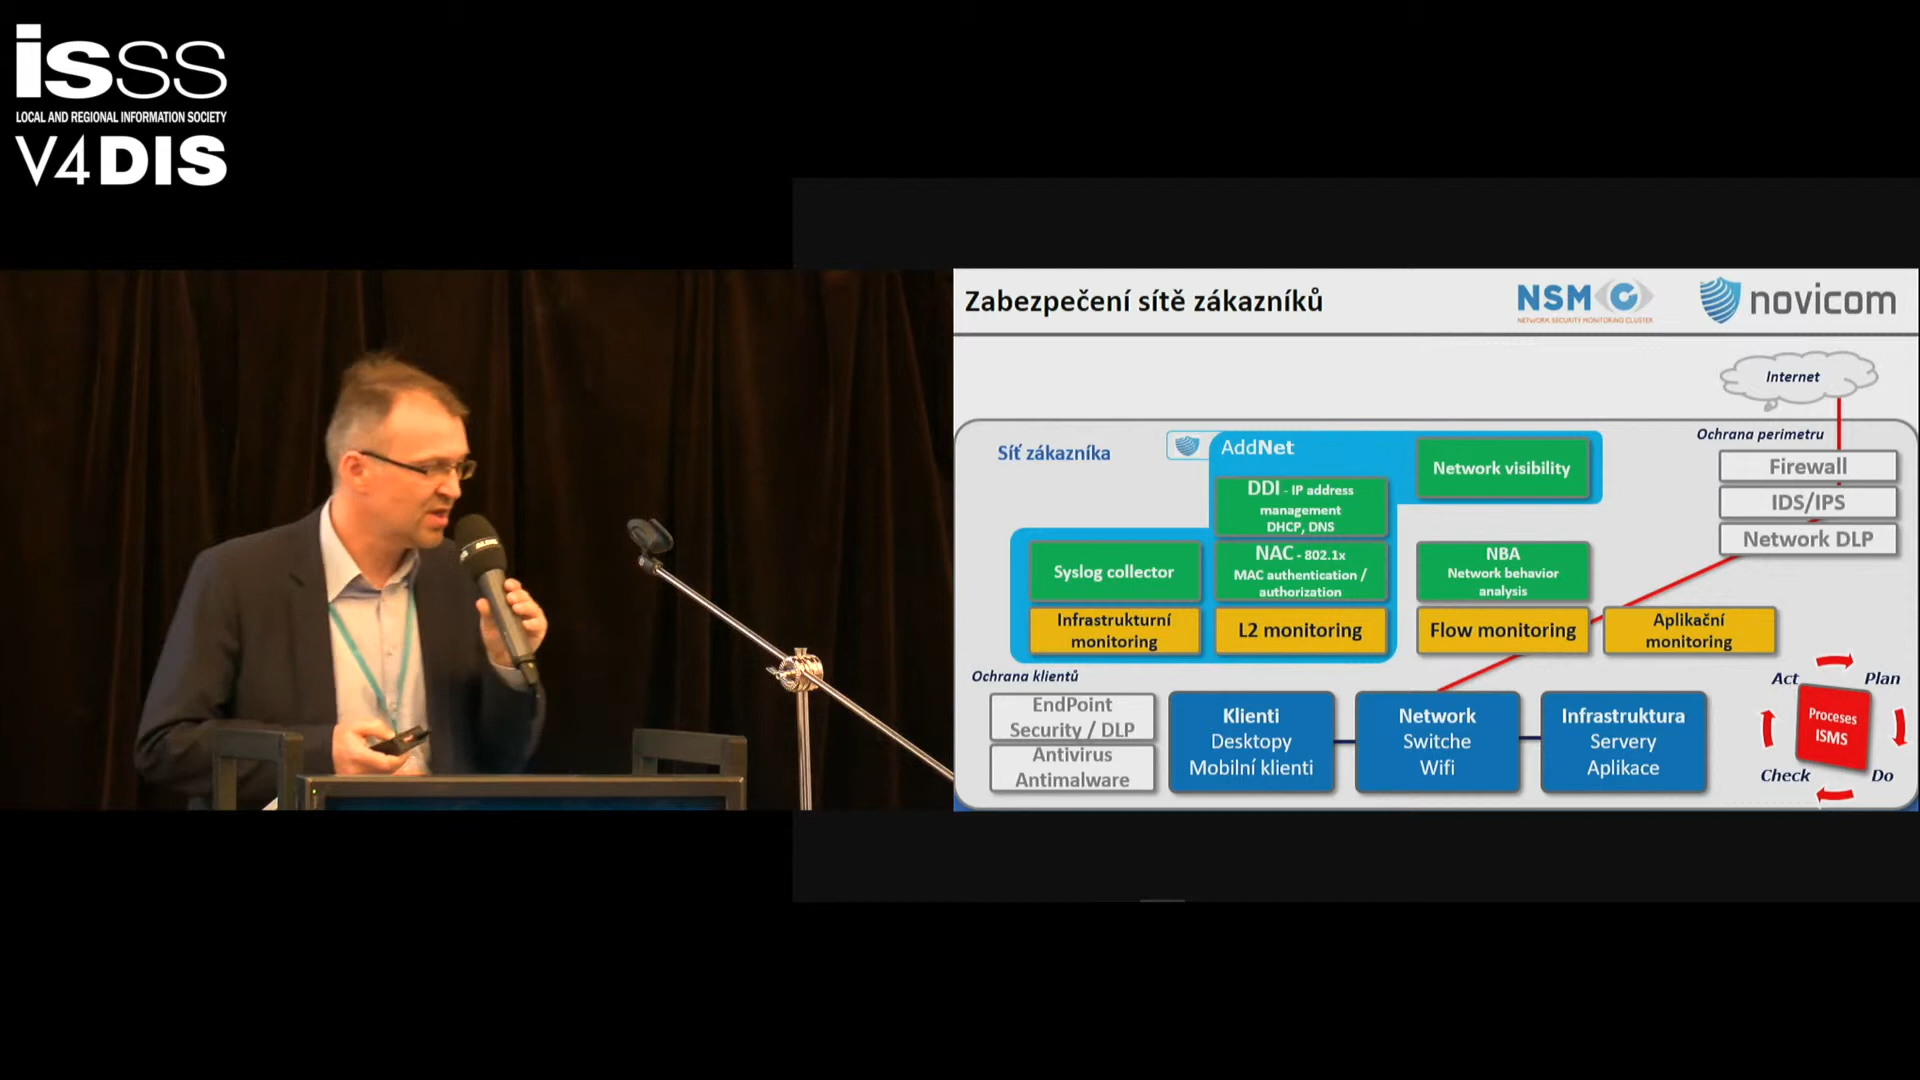 isss
LOCAL AND REGIONAL INFORMATION SOCIETY
V4DIS
Zabezpečení sítě zákazníků
NSMC
NETWORK SECURITY MONITORING CLUSTER
novicom
Internet
Síť zákazníka
AddNet
Network visibility
Ochrana perimetru
Firewall
IDS/IPS
Network DLP
DDI - IP address
management
DHCP, DNS
Syslog collector
NAC - 802.1x
MAC authentication /
authorization
NBA
Network behavior
analysis
Infrastrukturní
monitoring
L2 monitoring
Flow monitoring
Aplikační
monitoring
Ochrana klientů
EndPoint
Security / DLP
Antivirus
Antimalware
Klienti
Desktopy
Mobilní klienti
Network
Switche
Wifi
Infrastruktura
Servery
Aplikace
Act
Plan
Proceses
ISMS
Check
Do